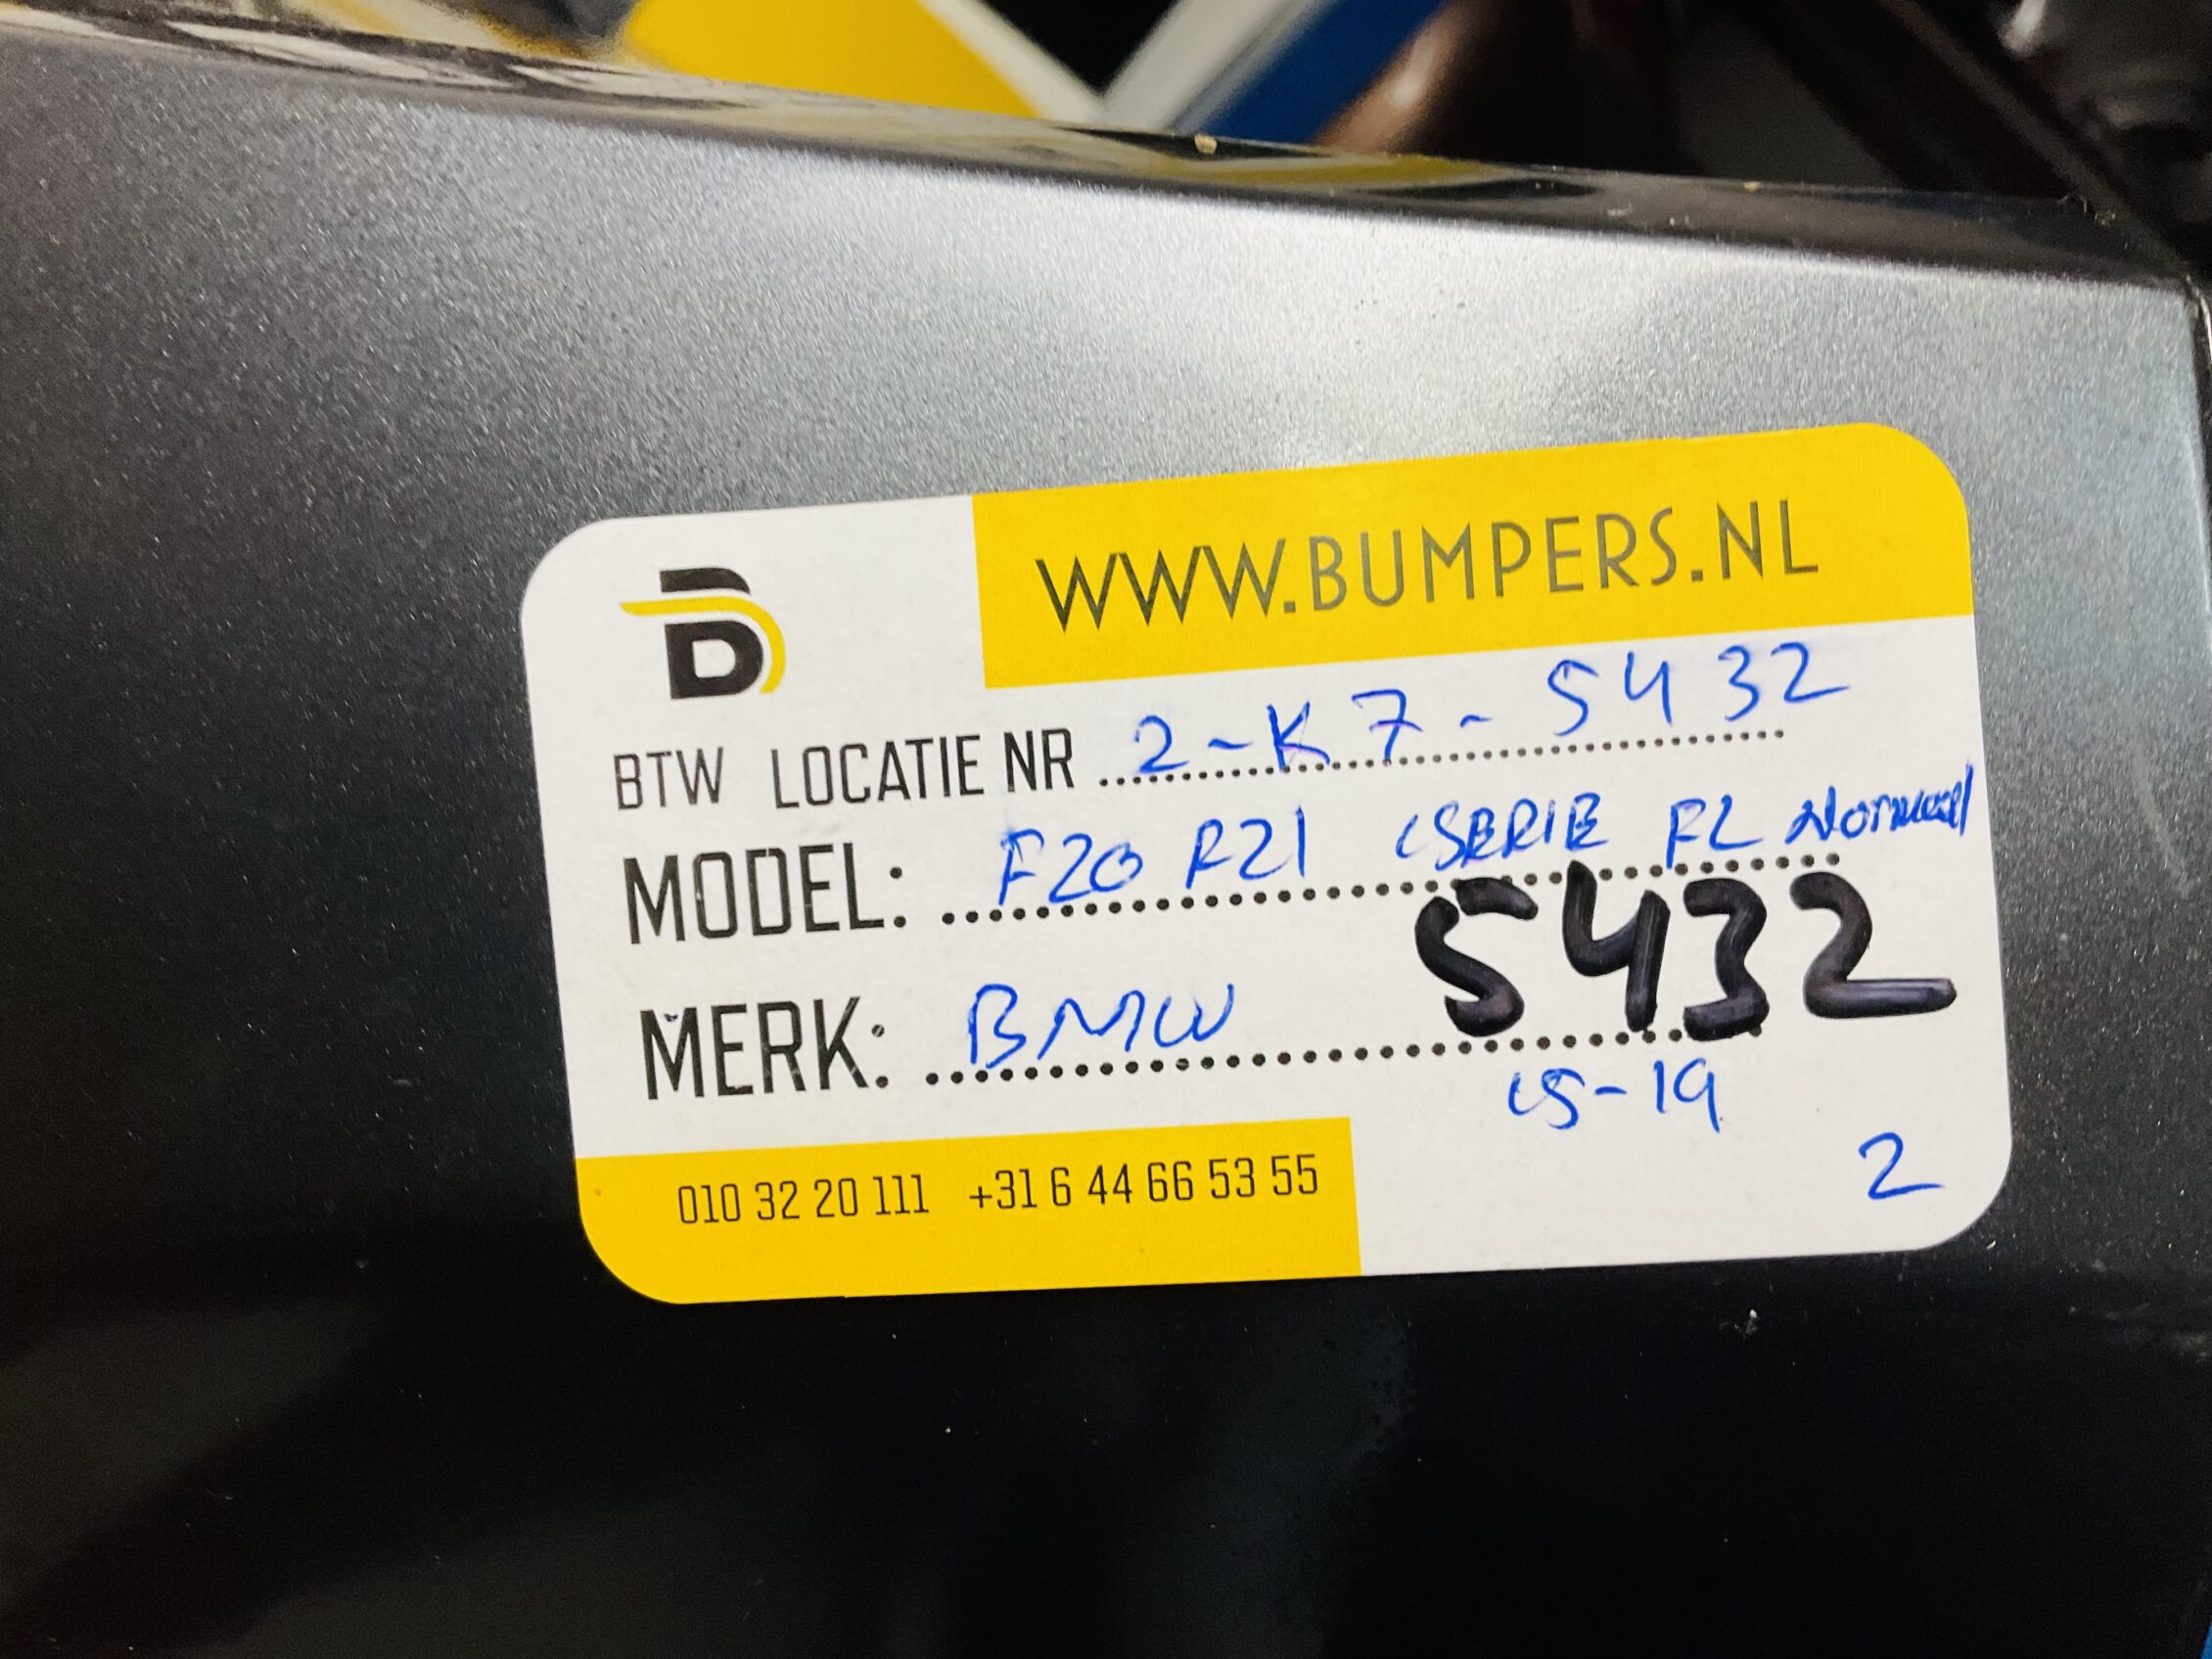 WWW.BUMPERS.NL
BTW LOCATIE NR 2-K7-5432
MODEL: F20 F21 1SERIE FL Normaal
5432
MERK: BMW
15-19
2
010 32 20 111 +31 6 44 66 53 55